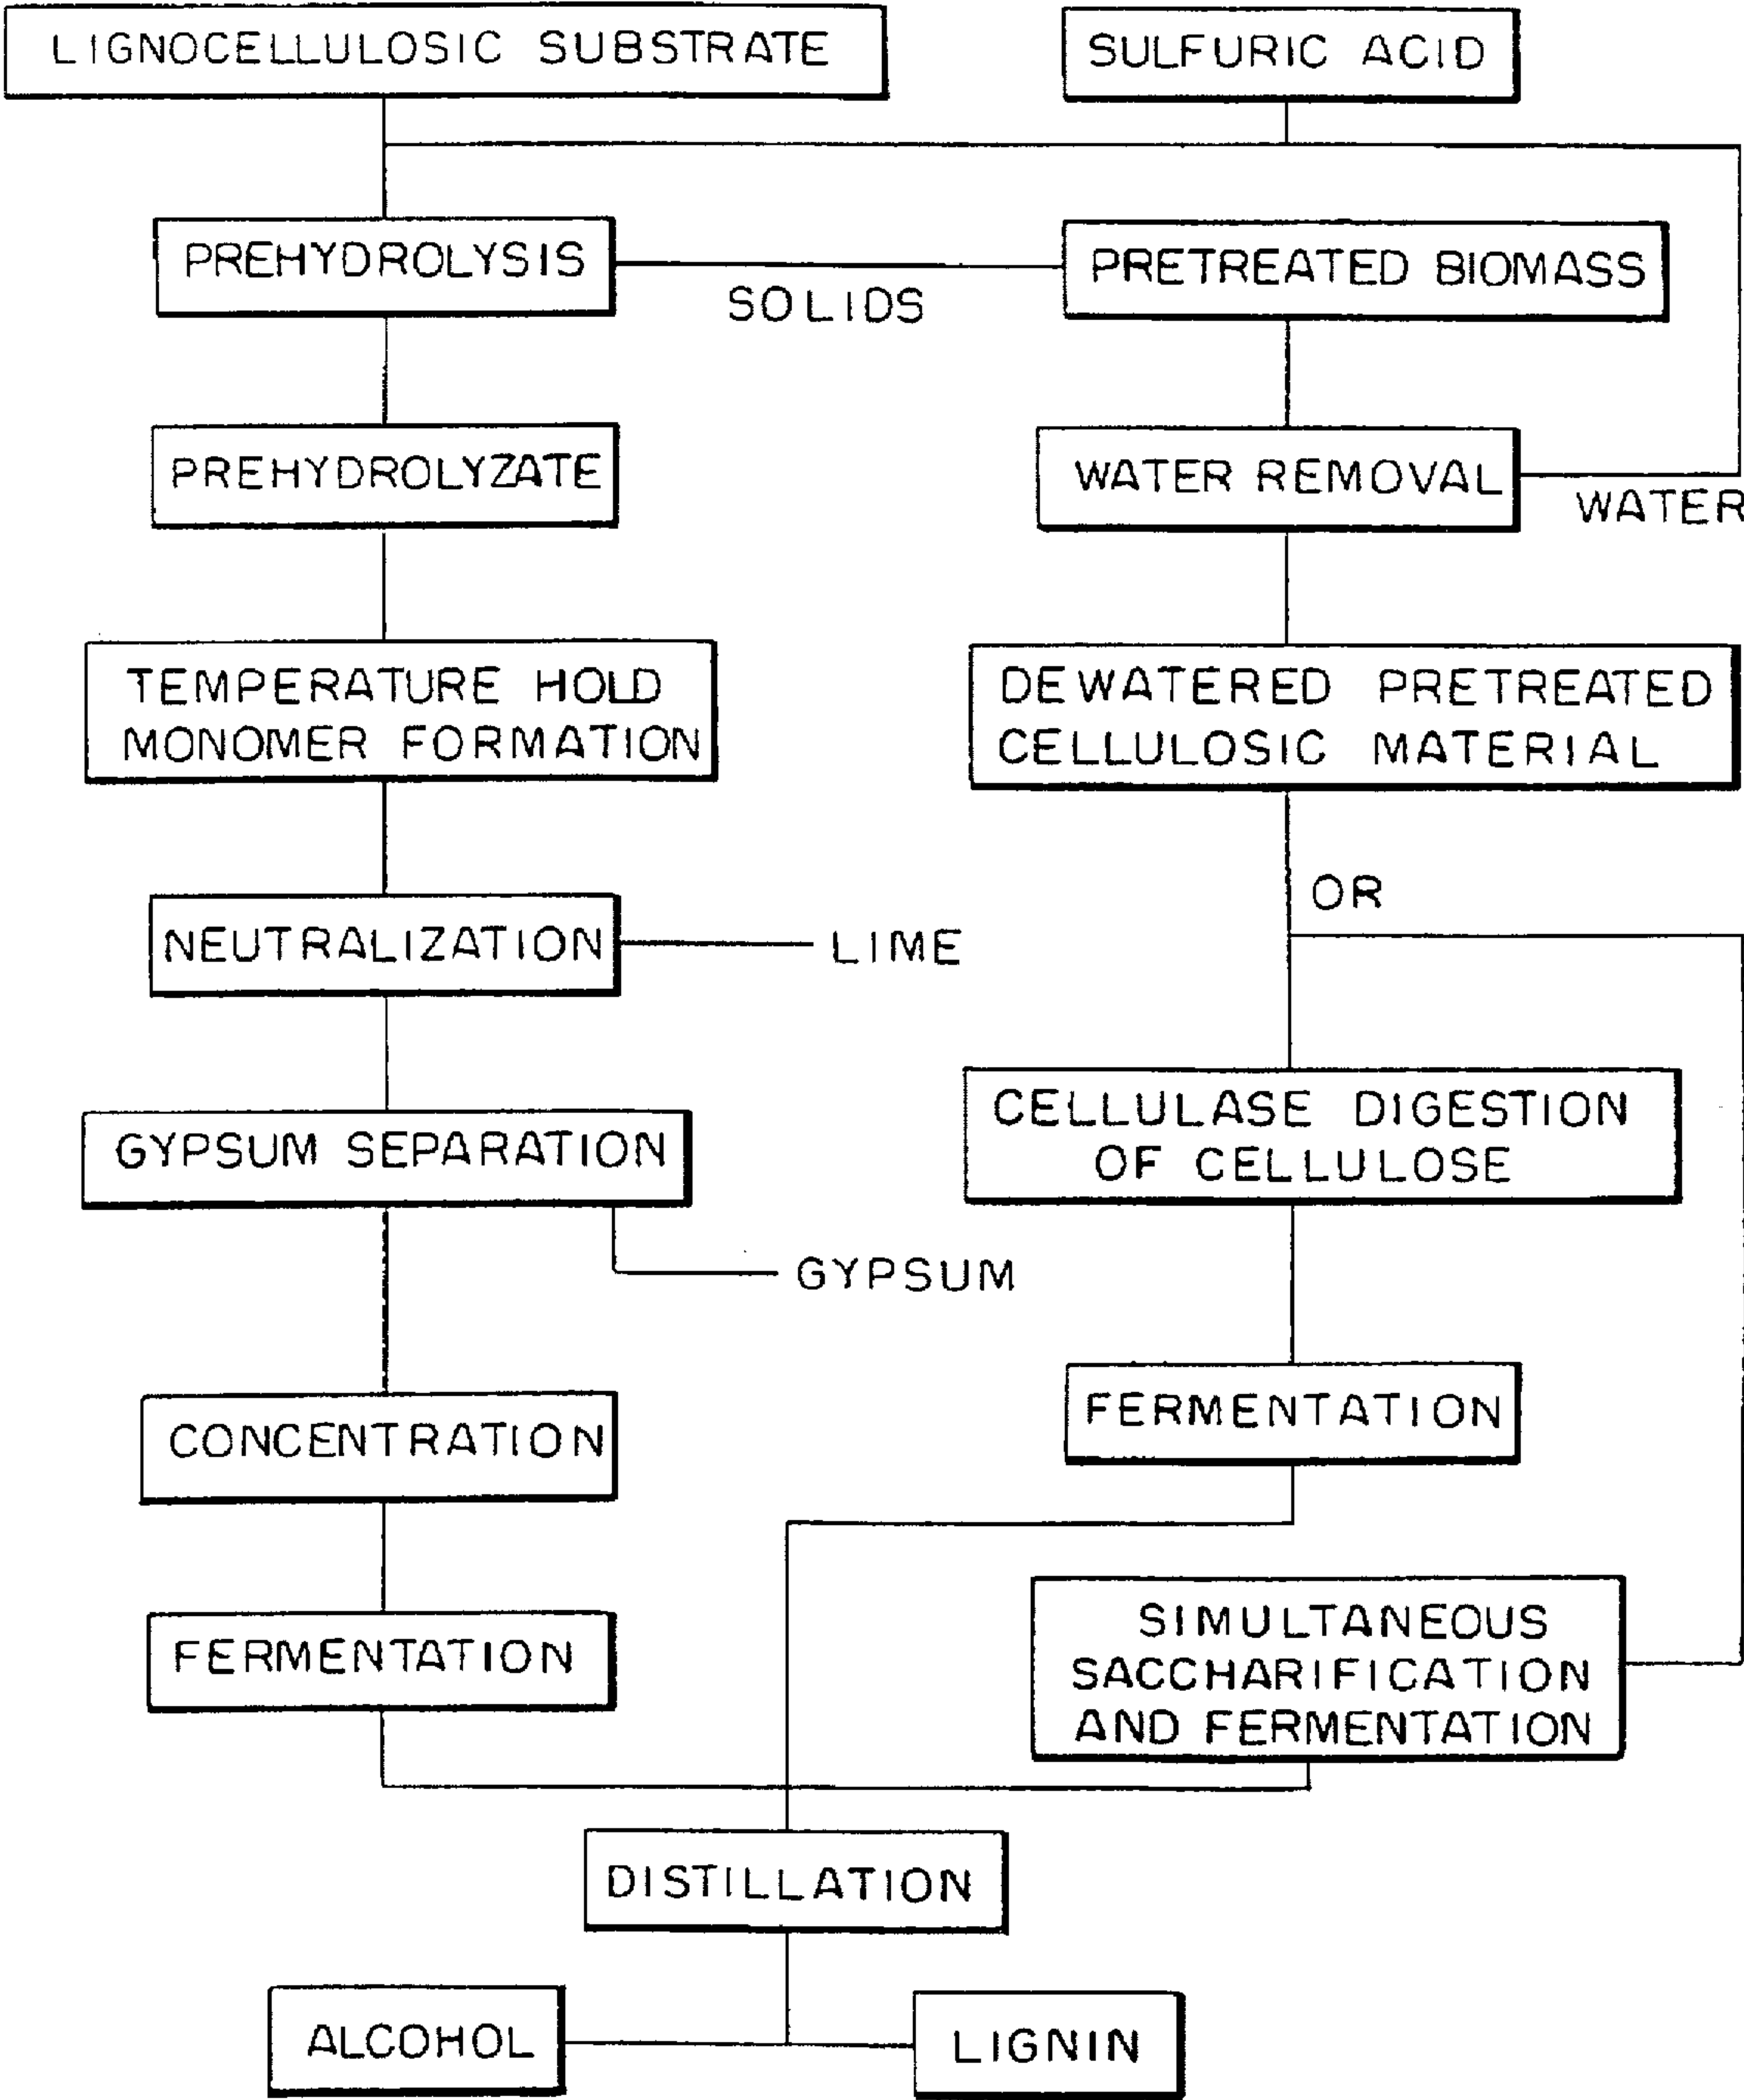 LIGNOCELLULOSIC SUBSTRATE
SULFURIC ACID
PREHYDROLYSIS
SOLIDS
PRETREATED BIOMASS
PREHYDROLYZATE
WATER REMOVAL
WATER
TEMPERATURE HOLD
MONOMER FORMATION
DEWATERED PRETREATED
CELLULOSIC MATERIAL
OR
NEUTRALIZATION
LIME
CELLULASE DIGESTION
OF CELLULOSE
GYPSUM SEPARATION
GYPSUM
CONCENTRATION
FERMENTATION
FERMENTATION
SIMULTANEOUS
SACCHARIFICATION
AND FERMENTATION
DISTILLATION
ALCOHOL
LIGNIN